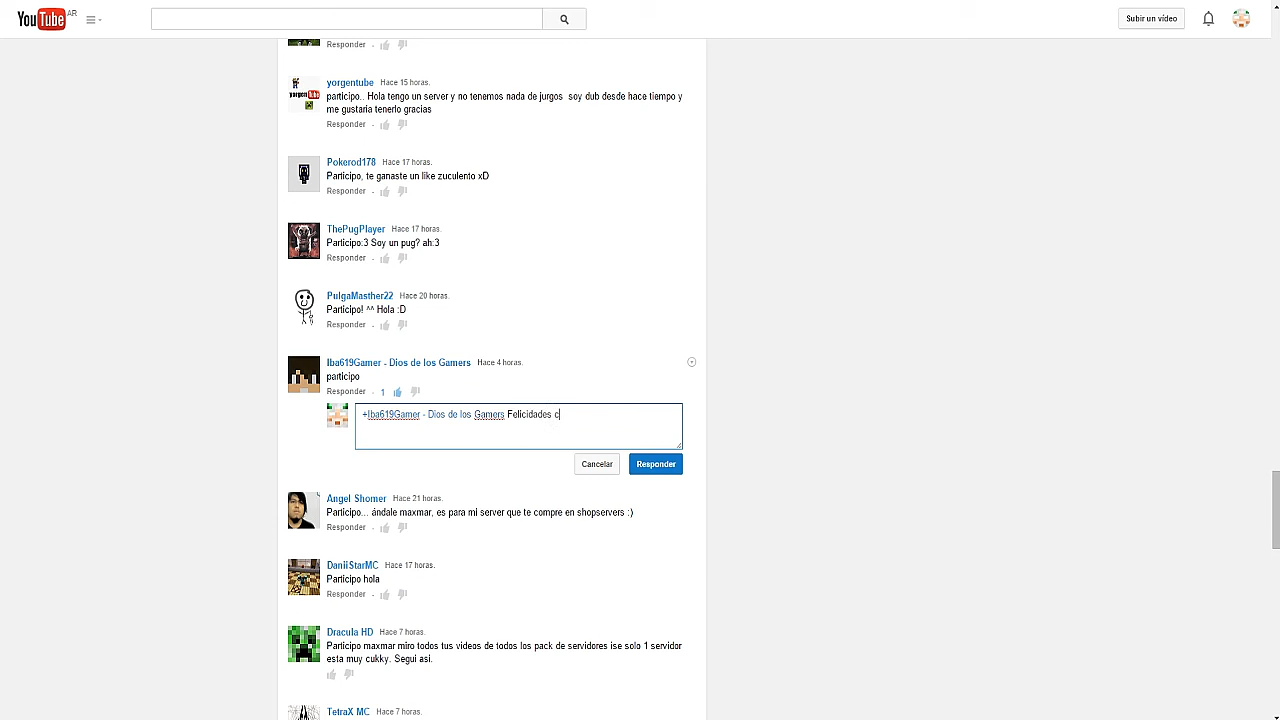 YouTube AR
Subir un vídeo
Responder -
yorgentube Hace 15 horas.
participo.. Hola tengo un server y no tenemos nada de jurgos soy dub desde hace tiempo y
me gustaria tenerlo gracias
Responder -
Pokerod178 Hace 17 horas.
Participo, te ganaste un like zuculento xD
Responder -
ThePugPlayer Hace 17 horas.
Participo:3 Soy un pug? ah:3
Responder -
PulgaMasther22 Hace 20 horas.
Participo! ^^ Hola :D
Responder -
Iba619Gamer - Dios de los Gamers Hace 4 horas.
participo
Responder - 1
+Iba619Gamer - Dios de los Gamers Felicidades c
Cancelar Responder
Angel Shomer Hace 21 horas.
Participo... ándale maxmar, es para mi server que te compre en shopservers :)
Responder -
DaniiStarMC Hace 17 horas.
Participo hola
Responder -
Dracula HD Hace 7 horas.
Participo maxmar miro todos tus videos de todos los pack de servidores ise solo 1 servidor
esta muy cukky. Segui asi.
TetraX MC Hace 7 horas.